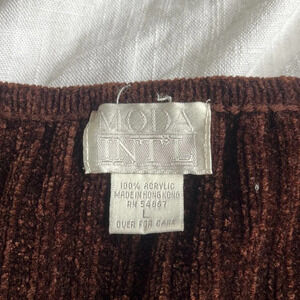 MODA
INT'L
100% ACRYLIC
MADE IN HONG KONG
RN 54867
L
OVER FOR CARE